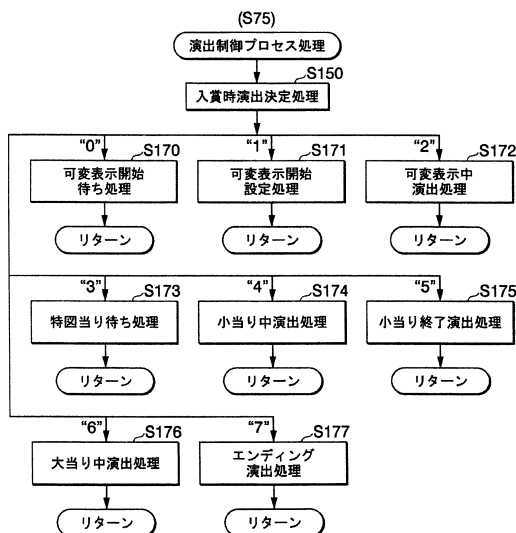 (S75)
演出制御プロセス処理
S150
入賞時演出決定処理
“0”
S170
可変表示開始
待ち処理
リターン
“1”
S171
可変表示開始
設定処理
リターン
“2”
S172
可変表示中
演出処理
リターン
“3”
S173
特図当り待ち処理
リターン
“4”
S174
小当り中演出処理
リターン
“5”
S175
小当り終了演出処理
リターン
“6”
S176
大当り中演出処理
リターン
“7”
S177
エンディング
演出処理
リターン